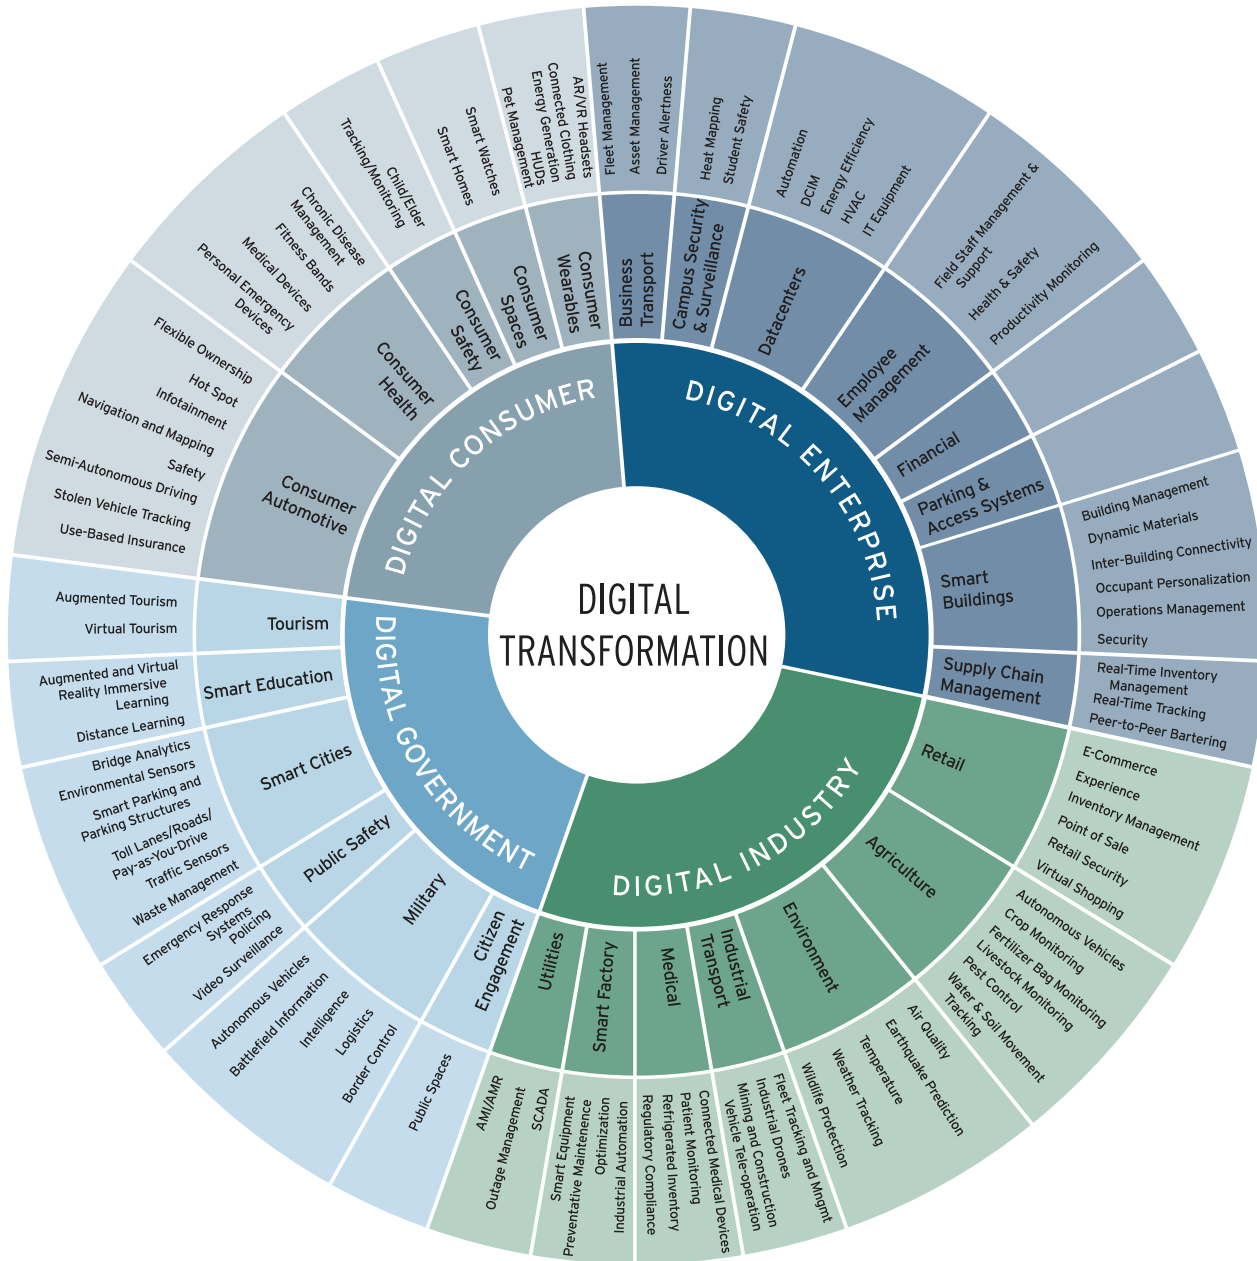 DIGITAL
TRANSFORMATION
DIGITAL ENTERPRISE
Business
Transport
Fleet Management
Asset Management
Driver Alertness
Campus Security
& Surveillance
Heat Mapping
Student Safety
Datacenters
Automation
DCIM
Energy Efficiency
HVAC
IT Equipment
Employee
Management
Field Staff Management &
Support
Health & Safety
Productivity Monitoring
Financial
Parking &
Access Systems
Smart
Buildings
Building Management
Dynamic Materials
Inter-Building Connectivity
Occupant Personalization
Operations Management
Security
Supply Chain
Management
Real-Time Inventory
Management
Real-Time Tracking
Peer-to-Peer Bartering
DIGITAL INDUSTRY
Retail
E-Commerce
Experience
Inventory Management
Point of Sale
Retail Security
Virtual Shopping
Agriculture
Autonomous Vehicles
Crop Monitoring
Fertilizer Bag Monitoring
Livestock Monitoring
Pest Control
Water & Soil Movement
Tracking
Environment
Air Quality
Earthquake Prediction
Temperature
Weather Tracking
Wildlife Protection
Industrial
Transport
Fleet Tracking and Mngmt
Industrial Drones
Mining and Construction
Vehicle Tele-operation
Medical
Connected Medical Devices
Patient Monitoring
Refrigerated Inventory
Regulatory Compliance
Smart Factory
Smart Equipment
Preventative Maintenence
Optimization
Industrial Automation
Utilities
AMI/AMR
Outage Management
SCADA
DIGITAL GOVERNMENT
Citizen
Engagement
Public Spaces
Military
Autonomous Vehicles
Battlefield Information
Intelligence
Logistics
Border Control
Public Safety
Emergency Response
Systems
Policing
Video Surveillance
Smart Cities
Bridge Analytics
Environmental Sensors
Smart Parking and
Parking Structures
Toll Lanes/Roads/
Pay-as-You-Drive
Traffic Sensors
Waste Management
Smart Education
Augmented and Virtual
Reality Immersive
Learning
Distance Learning
Tourism
Augmented Tourism
Virtual Tourism
DIGITAL CONSUMER
Consumer
Automotive
Flexible Ownership
Hot Spot
Infotainment
Navigation and Mapping
Safety
Semi-Autonomous Driving
Stolen Vehicle Tracking
Use-Based Insurance
Consumer
Health
Chronic Disease
Management
Fitness Bands
Medical Devices
Personal Emergency
Devices
Consumer
Safety
Child/Elder
Tracking/Monitoring
Consumer
Spaces
Smart Watches
Smart Homes
Consumer
Wearables
AR/VR Headsets
Connected Clothing
Energy Generation
HUDs
Pet Management